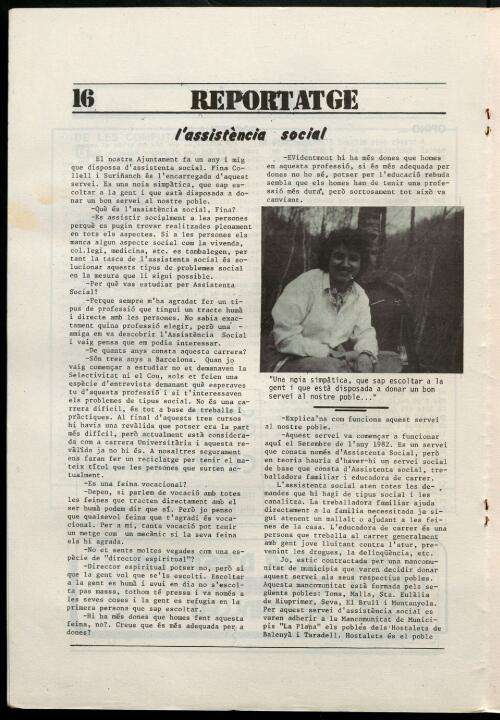 16
REPORTATGE
l'assistència social
El nostre Ajuntament fa un any i mig
que dispossa d'assistenta social. Fina Co-
llell i Suriñanch és l'encarregada d'aquest
servei. Es una noia simpàtica, que sap es-
coltar a la gent i que està disposada a do-
nar un bon servei al nostre poble.
-Què és l'assistència social, Fina?
-Es assistir socialment a les persones
perquè es pugin trovar realitzades plenament
en tots els aspectes. Si a les persones els
manca algun aspecte social com la vivenda,
col.legi, medicina, etc. es tambalegen, per
tant la tasca de l'assistenta social és so-
lucionar aquests tipus de problemes social
en la mesura que li sigui possible.
-Per què vas estudiar per Assistenta
Social?
-Perque sempre m'ha agradat fer un ti-
pus de professió que tingui un tracte humà
i directe amb les persones. No sabia exac-
tament quina professió elegir, però una
amiga em va descobrir l'Assistència Social
i vaig pensa que em podia interessar.
-De quants anys consta aquesta carrera?
-Són tres anys a Barcelona. Quan jo
vaig començar a estudiar no et demanaven la
Selectivitat ni el Cou, sols et feien una
espècie d'entrevista demanant què esperaves
tu d'aquesta professió i si t'interessaven
els problemes de tipus social. No és una ca-
rrera difícil, és tot a base de treballs i
pràctiques. Al final d'aquests tres cursos
hi havia una revàlida que potser era la part
més difícil, però actualment està considera-
da com a carrera Universitària i aquesta re-
vàlida ja no hi és. A nosaltres segurament
ens faran fer un reciclatge per tenir el ma-
teix títol que les persones que surten ac-
tualment.
-Es una feina vocacional?
-Depen, si parlem de vocació amb totes
les feines que tracten directament amb el
ser humà podem dir que sí. Però jo penso
que qualsevol feina que t'agradi és voca-
cional. Per a mi, tanta vocació pot tenir
un metge com un mecànic si la seva feina
els hi agrada.
-No et sents moltes vegades com una es-
pècie de "director espiritual"?
-Director espiritual potser no, però si
que la gent vol que se'ls escolti. Escoltar
a la gent es humà i avui en dia no s'escol-
ta pas massa, tothom té pressa i va només a
les seves coses i la gent es refugia en la
primera persona que sap escoltar.
-Hi ha més dones que homes fent aquesta
feina, no?. Creus que és més adequada per a
dones?
-EVidentment hi ha més dones que homes
en aquesta professió, si és més adequada per
dones no ho sé, potser per l'educació rebuda
sembla que els homes han de tenir una profe-
ssió més dura, però sortosament tot això va
canviant.
"Una noia simpàtica, que sap escoltar a la
gent i que està disposada a donar un bon
servei al nostre poble..."
-Explica'ns com funciona aquest servei
al nostre poble.
-Aquest servei va començar a funcionar
aquí el Setembre de l'any 1982. Es un servei
que consta només d'Assistenta Social, però
en teoria hauria d'haver-hi un servei social
de base que consta d'Assistenta social, tre-
balladora familiar i educadora de carrer.
L'assistenta social aten totes les de-
mandes que hi hagi de tipus social i les
canalitza. La treballadora familiar ajuda
directament a la família necessitada ja si-
gui atenent un malalt o ajudant a les fei-
nes de la casa. L'educadora de carrer és una
persona que treballa al carrer generalment
amb gent jove lluitant contra l'atur, pre-
venint les drogues, la delinqüència, etc.
Jo, estic contractada per una mancomu-
nitat de municipis que varen decidir donar
aquest servei als seus respectius pobles.
Aquesta mancomunitat està formada pels se-
güents pobles: Tona, Malla, Sta. Eulàlia
de Riuprimer, Seva, El Brull i Muntanyola.
Per aquest servei d'assistència social es
varen adherir a la Mancomunitat de Munici-
pis "La Plana" els pobles dels Hostalets de
Balenyà i Taradell. Hostalets és el poble